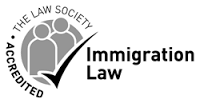 · THE LAW SOCIETY ·
ACCREDITED
Immigration
Law